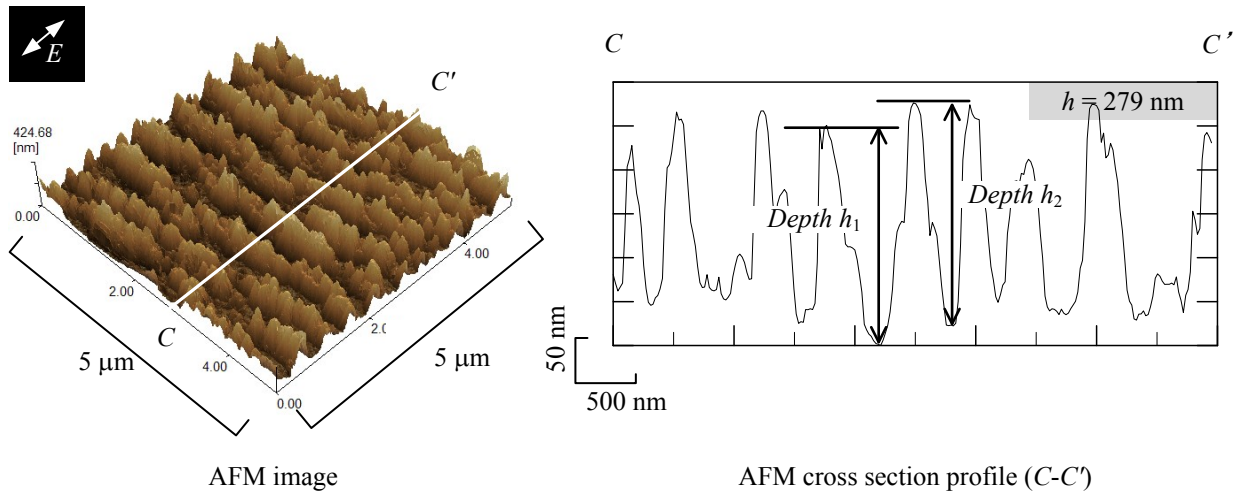 E
C'
424.68
[nm]
0.00
2.00
C
4.00
0.00
2.0
4.00
5 μm
5 μm
AFM image
C
C'
h = 279 nm
Depth h1
Depth h2
50 nm
500 nm
AFM cross section profile (C-C')